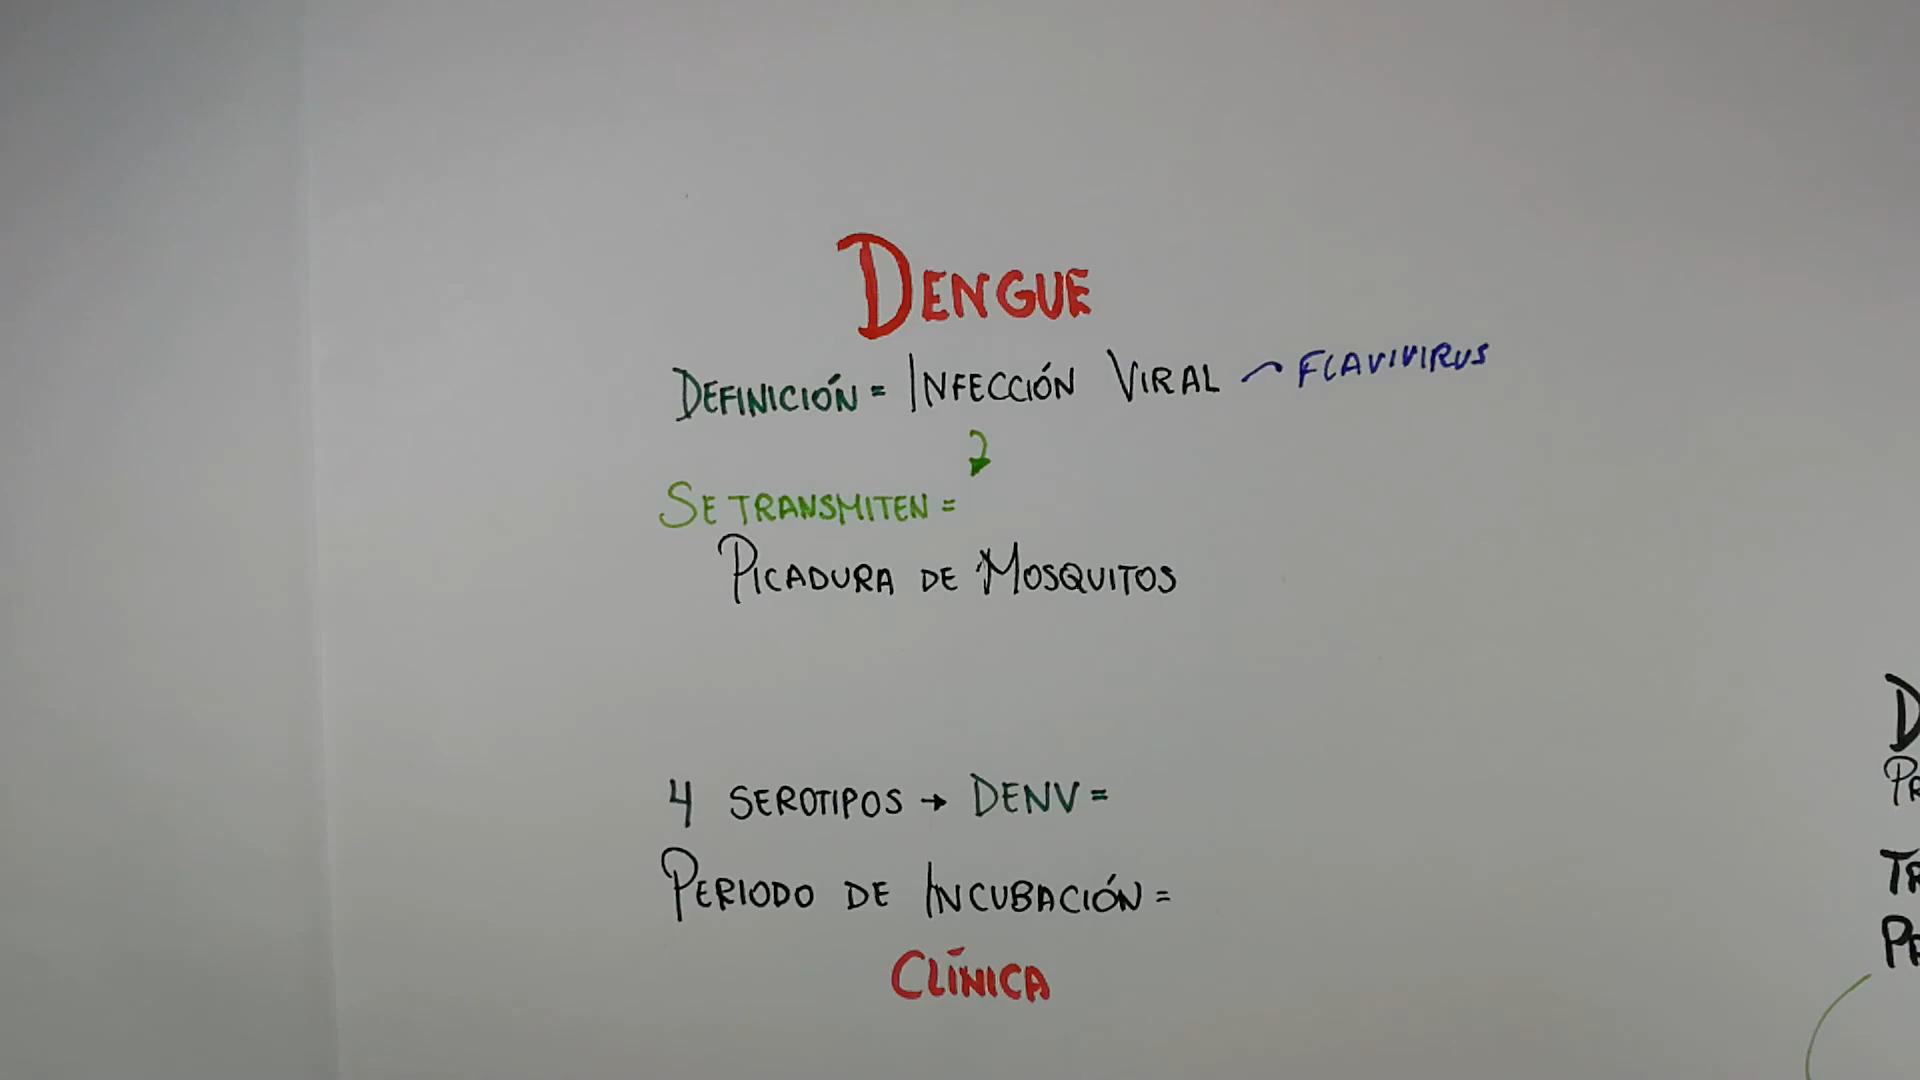 DENGUE
DEFINICIÓN = INFECCIÓN VIRAL ~ FLAVIVIRUS
SE TRANSMITEN =
PICADURA DE MOSQUITOS
4 SEROTIPOS → DENV =
PERIODO DE INCUBACIÓN =
CLÍNICA